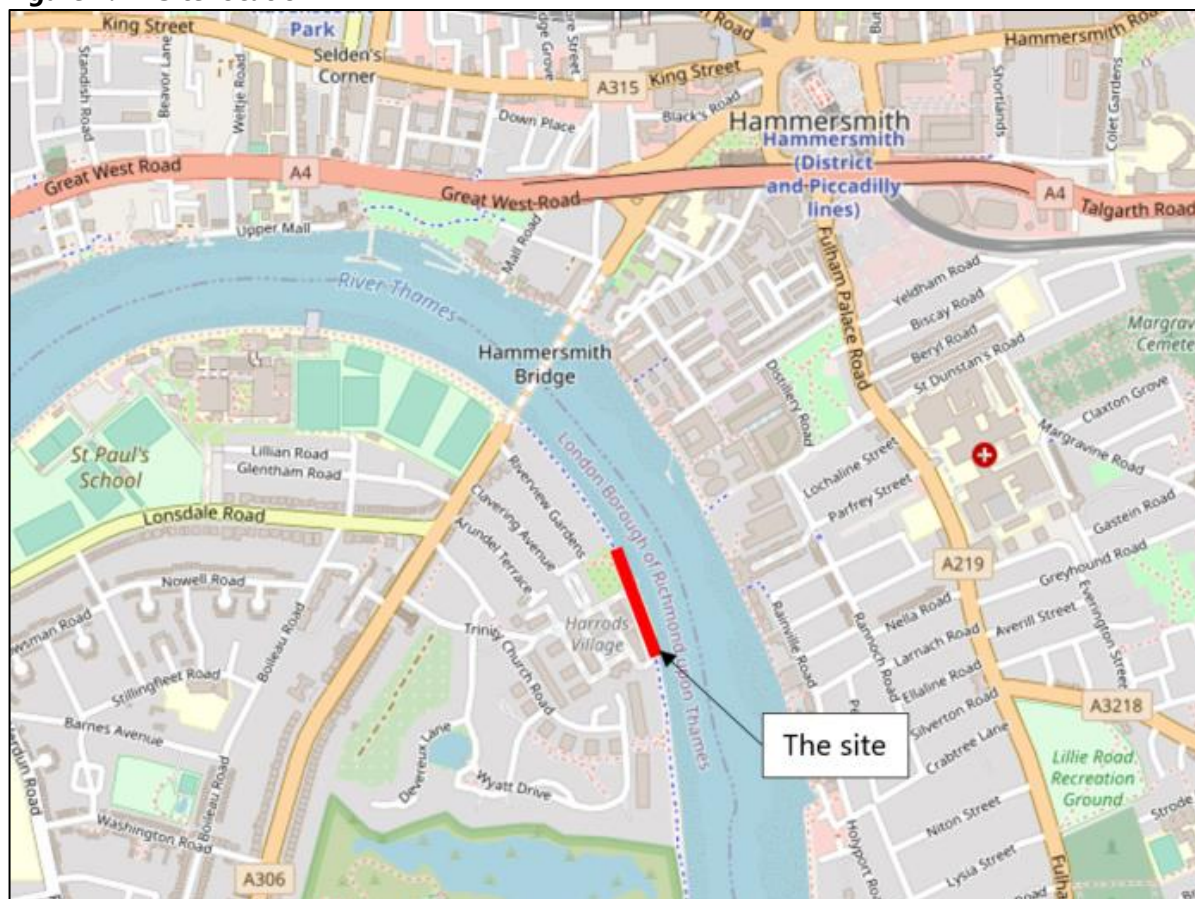 King Street
Park
Selden's
Corner
Standish Road
Beavor Lane
Weltje Road
A315
King Street
Down Place
Black's Road
Hammersmith
Hammersmith
(District
and Piccadilly
lines)
Shortlands
Colet Gardens
Great West Road
A4
Great West Road
A4
Talgarth Road
Upper Mall
Mall Road
River Thames
Hammersmith
Bridge
Fulham Palace Road
Yeldham Road
Biscay Road
Beryl Road
St Dunstan's Road
Claxton Grove
Margravine Road
Distillery Road
Lochaline Street
Parfrey Street
Gastein Road
Greyhound Road
A219
St Paul's
School
Lillian Road
Glentham Road
Lonsdale Road
Riverview Gardens
Clavering Avenue
Arundel Terrace
London Borough of Richmond upon Thames
Nowell Road
Boileau Road
Harrods
Village
Trinity Church Road
Rainville Road
Rannoch Road
Nella Road
Larnach Road
Averill Street
Everington Street
Ellaline Road
Silverton Road
Crabtree Lane
A3218
Stillingfleet Road
Barnes Avenue
Boileau Road
Washington Road
Devereux Lane
Wyatt Drive
The site
Lillie Road
Recreation
Ground
Niton Street
Lysia Street
A306